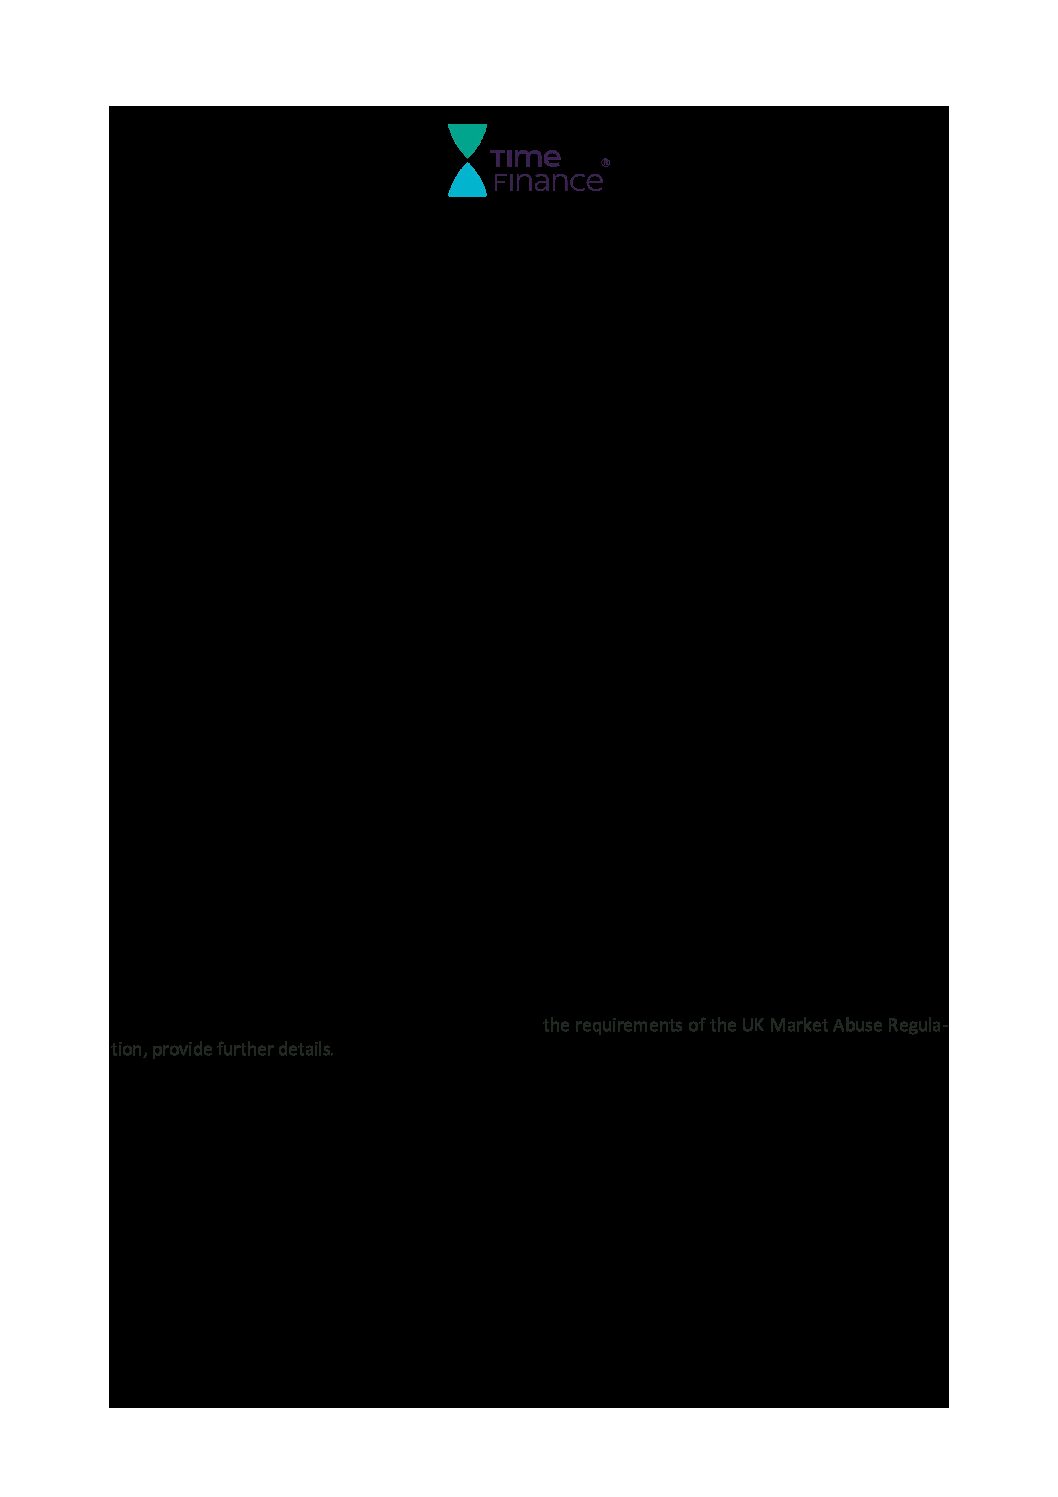 Time
Finance®
the requirements of the UK Market Abuse Regula-
tion, provide further details.